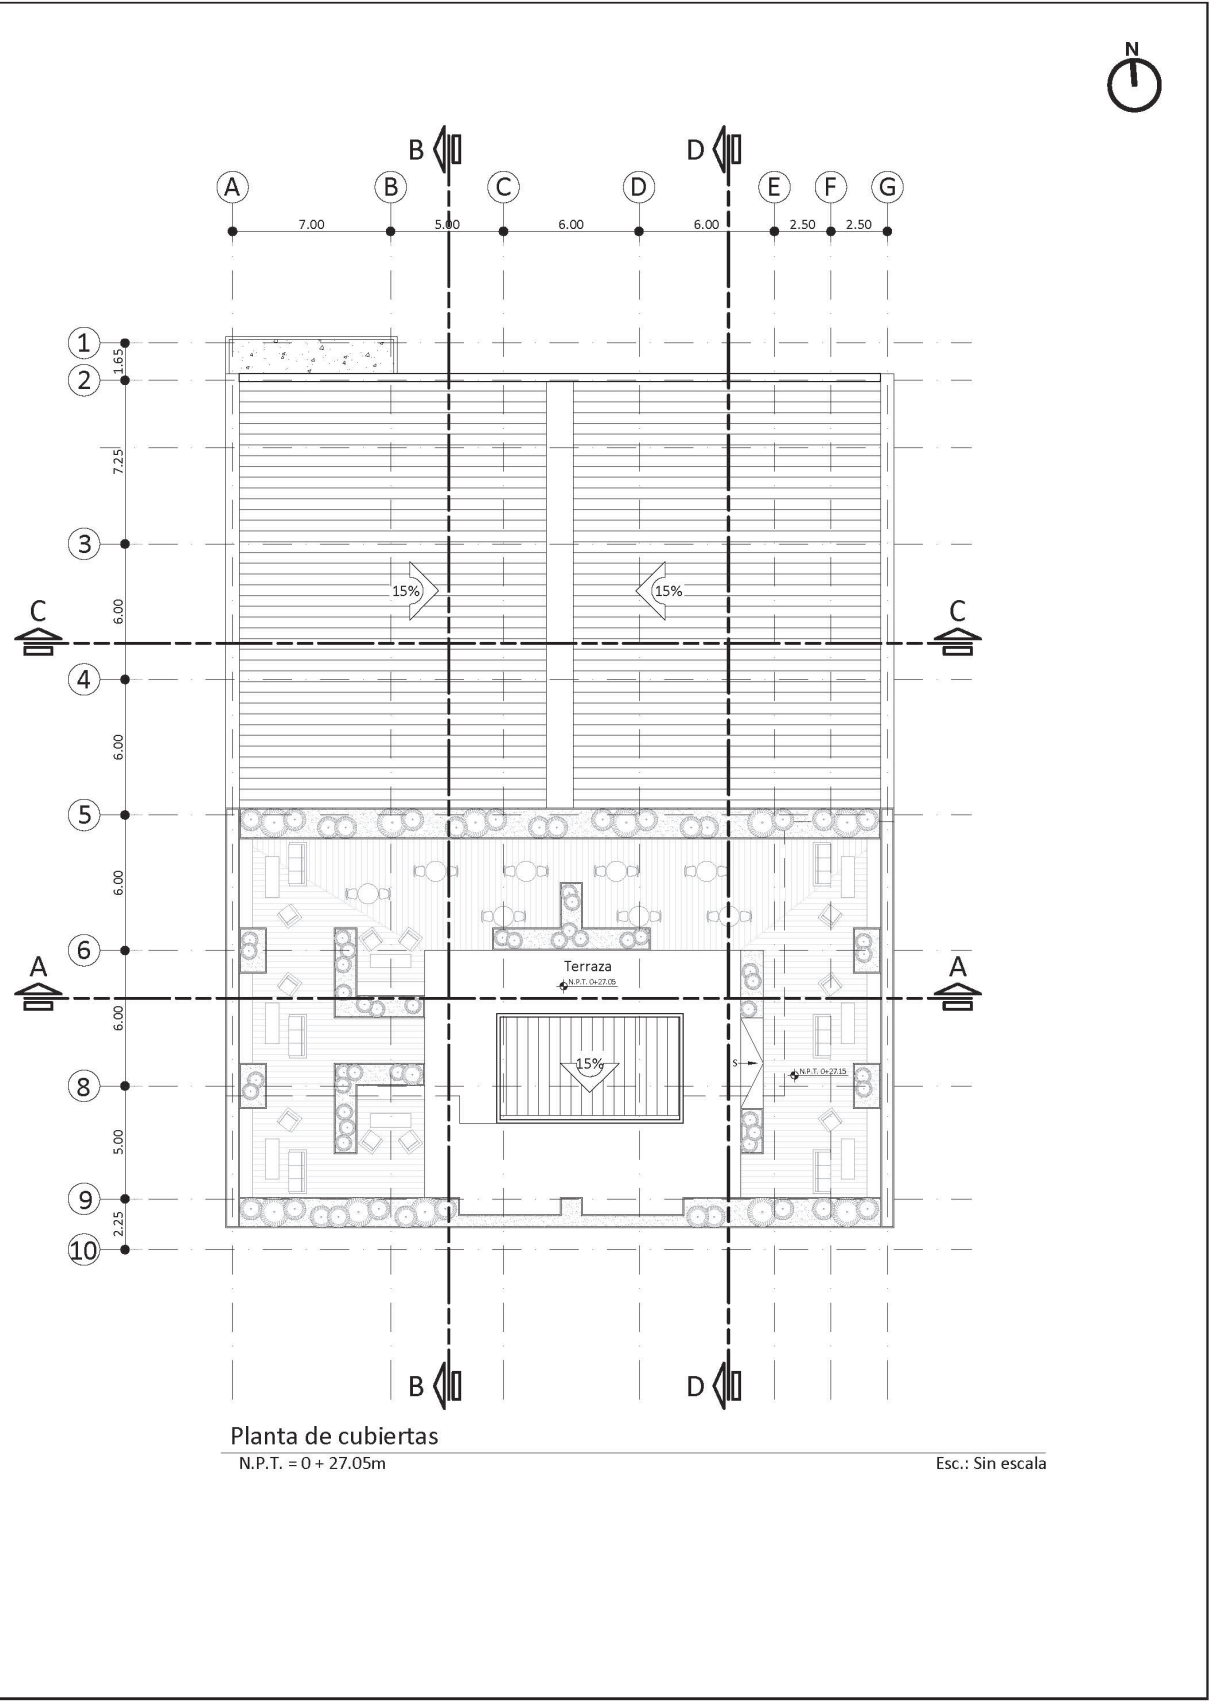 N
B D
A B C D E F G
7.00 5.00 6.00 6.00 2.50 2.50
1
1.65
2
7.25
3
15% 15%
6.00
C C
4
6.00
5
6.00
6
Terraza
A A
N.P.T. 0+27.05
6.00
15%
S
N.P.T. 0+27.15
8
5.00
9
2.25
10
B D
Planta de cubiertas
N.P.T. = 0 + 27.05m Esc.: Sin escala